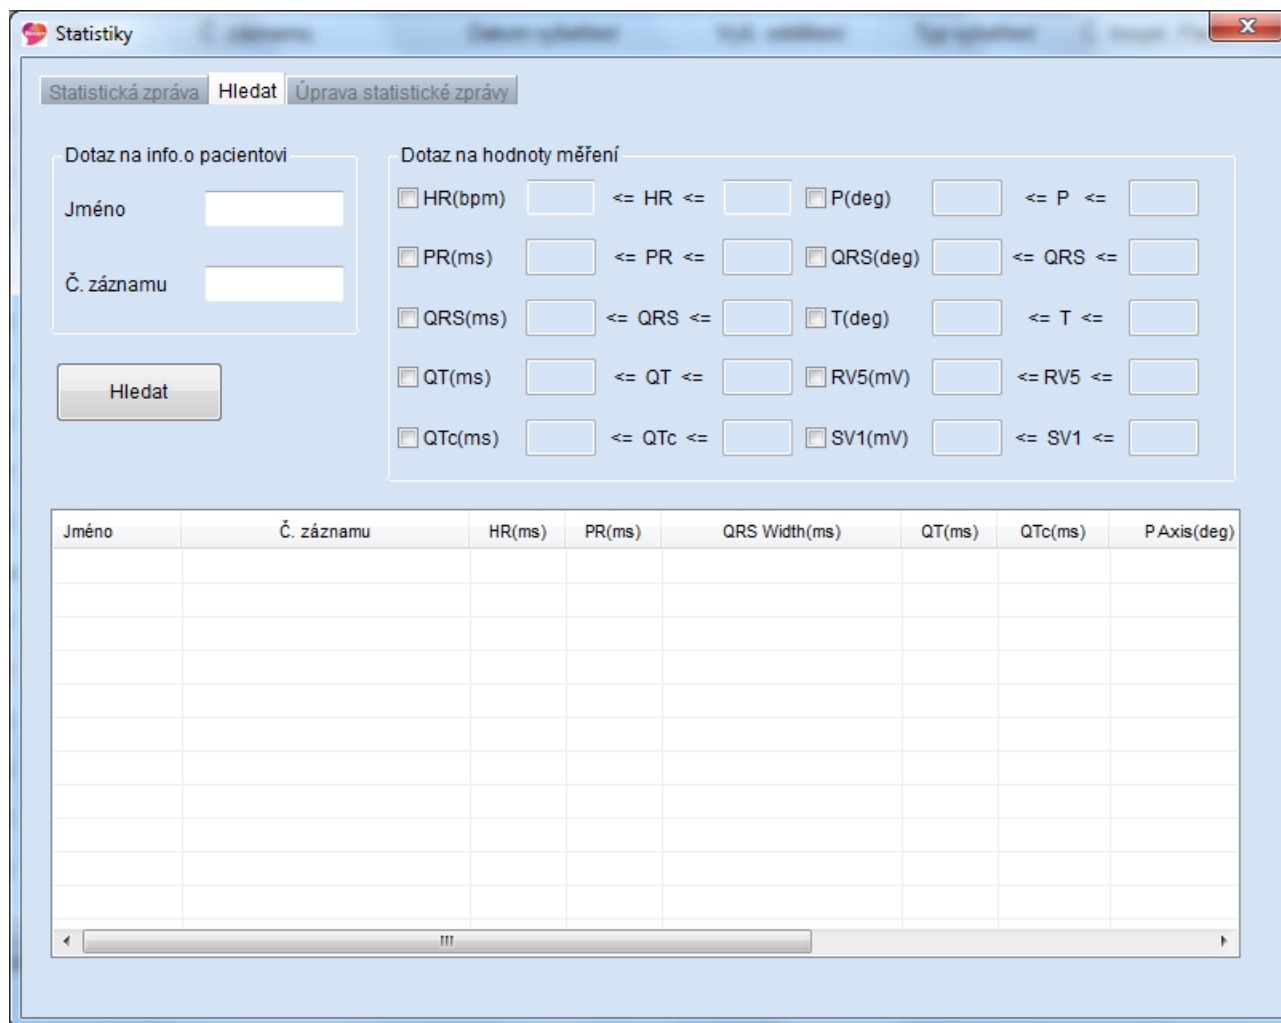 Statistiky
Statistická zpráva Hledat Úprava statistické zprávy
Dotaz na info.o pacientovi
Jméno
Č. záznamu
Hledat
Dotaz na hodnoty měření
HR(bpm) <= HR <= P(deg) <= P <=
PR(ms) <= PR <= QRS(deg) <= QRS <=
QRS(ms) <= QRS <= T(deg) <= T <=
QT(ms) <= QT <= RV5(mV) <= RV5 <=
QTc(ms) <= QTc <= SV1(mV) <= SV1 <=
Jméno Č. záznamu HR(ms) PR(ms) QRS Width(ms) QT(ms) QTc(ms) P Axis(deg)